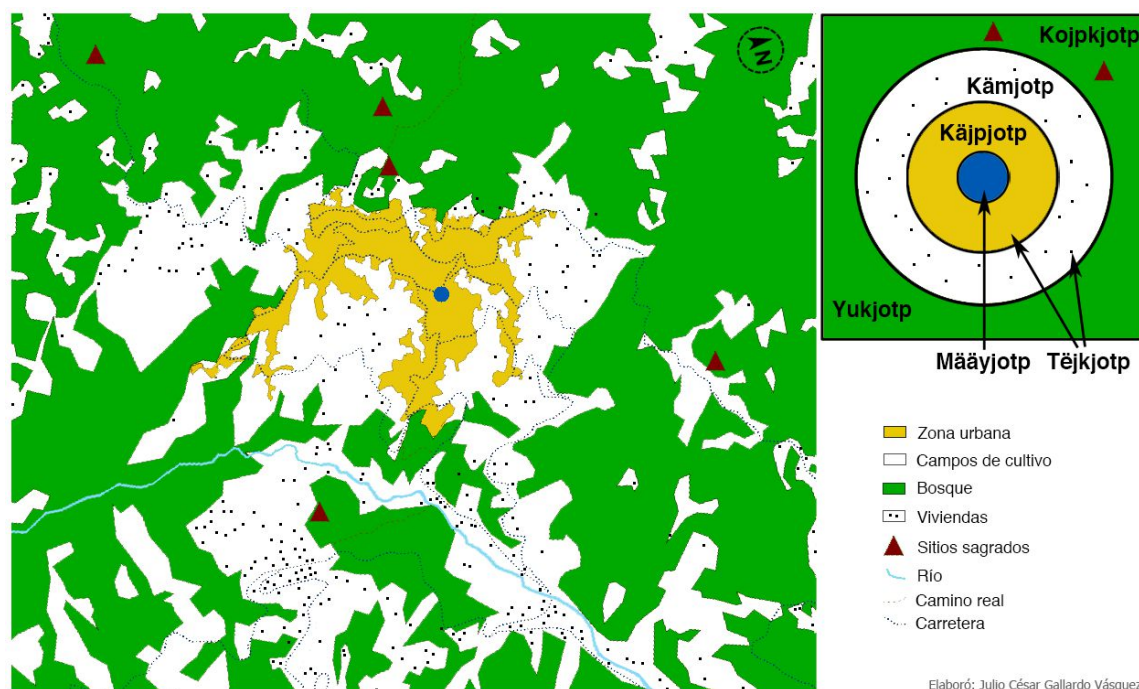 N
Kojpkjotp
Kämjotp
Käjpjotp
Yukjotp
Määyjotp
Tëjkjotp
Zona urbana
Campos de cultivo
Bosque
Viviendas
Sitios sagrados
Río
Camino real
Carretera
Elaboró: Julio César Gallardo Vásquez